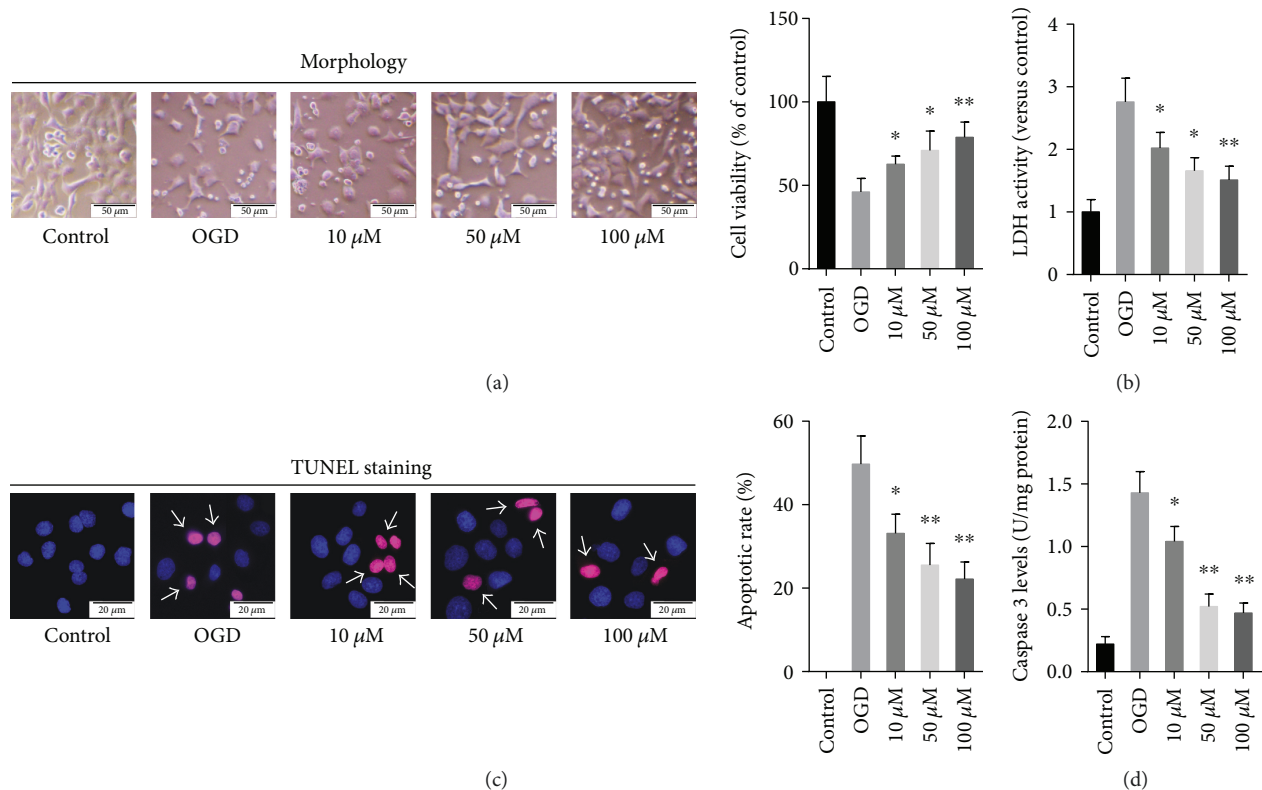 Morphology
50 μm
50 μm
50 μm
50 μm
50 μm
Control
OGD
10 μM
50 μM
100 μM
Cell viability (% of control)
150
100
50
0
*
*
**
Control
OGD
10 μM
50 μM
100 μM
(a)
LDH activity (versus control)
4
3
2
1
0
*
*
**
Control
OGD
10 μM
50 μM
100 μM
(b)
TUNEL staining
20 μm
20 μm
20 μm
20 μm
20 μm
Control
OGD
10 μM
50 μM
100 μM
Apoptotic rate (%)
60
40
20
0
*
**
**
Control
OGD
10 μM
50 μM
100 μM
(c)
Caspase 3 levels (U/mg protein)
2.0
1.5
1.0
0.5
0.0
*
**
**
Control
OGD
10 μM
50 μM
100 μM
(d)